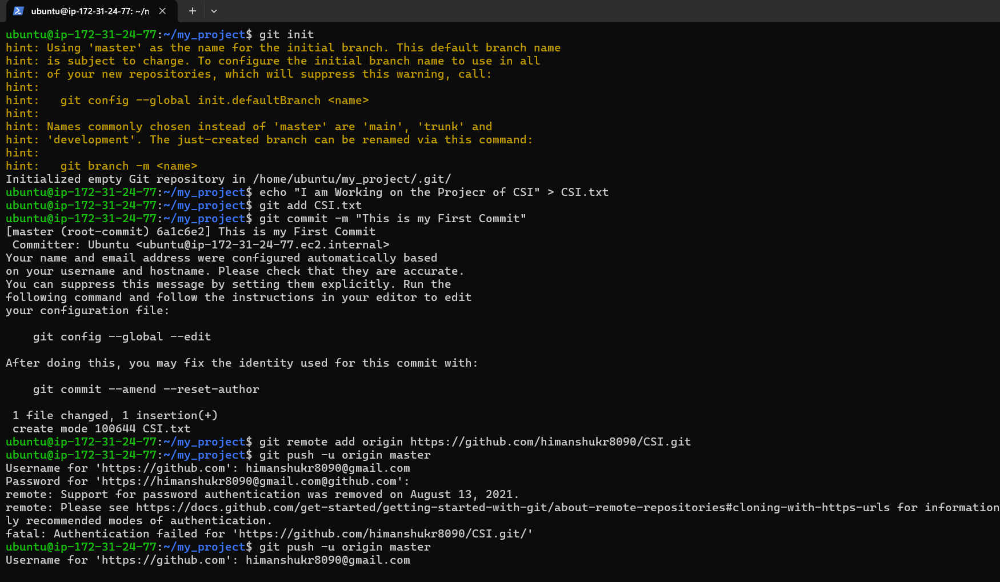 ubuntu@ip-172-31-24-77: ~/n
ubuntu@ip-172-31-24-77:~/my_project$ git init
hint: Using 'master' as the name for the initial branch. This default branch name
hint: is subject to change. To configure the initial branch name to use in all
hint: of your new repositories, which will suppress this warning, call:
hint:
hint:   git config --global init.defaultBranch <name>
hint:
hint: Names commonly chosen instead of 'master' are 'main', 'trunk' and
hint: 'development'. The just-created branch can be renamed via this command:
hint:
hint:   git branch -m <name>
Initialized empty Git repository in /home/ubuntu/my_project/.git/
ubuntu@ip-172-31-24-77:~/my_project$ echo "I am Working on the Projecr of CSI" > CSI.txt
ubuntu@ip-172-31-24-77:~/my_project$ git add CSI.txt
ubuntu@ip-172-31-24-77:~/my_project$ git commit -m "This is my First Commit"
[master (root-commit) 6a1c6e2] This is my First Commit
 Committer: Ubuntu <ubuntu@ip-172-31-24-77.ec2.internal>
Your name and email address were configured automatically based
on your username and hostname. Please check that they are accurate.
You can suppress this message by setting them explicitly. Run the
following command and follow the instructions in your editor to edit
your configuration file:
    git config --global --edit
After doing this, you may fix the identity used for this commit with:
    git commit --amend --reset-author
 1 file changed, 1 insertion(+)
 create mode 100644 CSI.txt
ubuntu@ip-172-31-24-77:~/my_project$ git remote add origin https://github.com/himanshukr8090/CSI.git
ubuntu@ip-172-31-24-77:~/my_project$ git push -u origin master
Username for 'https://github.com': himanshukr8090@gmail.com
Password for 'https://himanshukr8090@gmail.com@github.com':
remote: Support for password authentication was removed on August 13, 2021.
remote: Please see https://docs.github.com/get-started/getting-started-with-git/about-remote-repositories#cloning-with-https-urls for information
ly recommended modes of authentication.
fatal: Authentication failed for 'https://github.com/himanshukr8090/CSI.git/'
ubuntu@ip-172-31-24-77:~/my_project$ git push -u origin master
Username for 'https://github.com': himanshukr8090@gmail.com